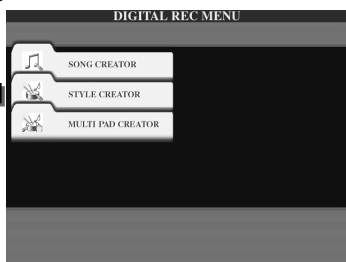 DIGITAL REC MENU
SONG CREATOR
STYLE CREATOR
MULTI PAD CREATOR